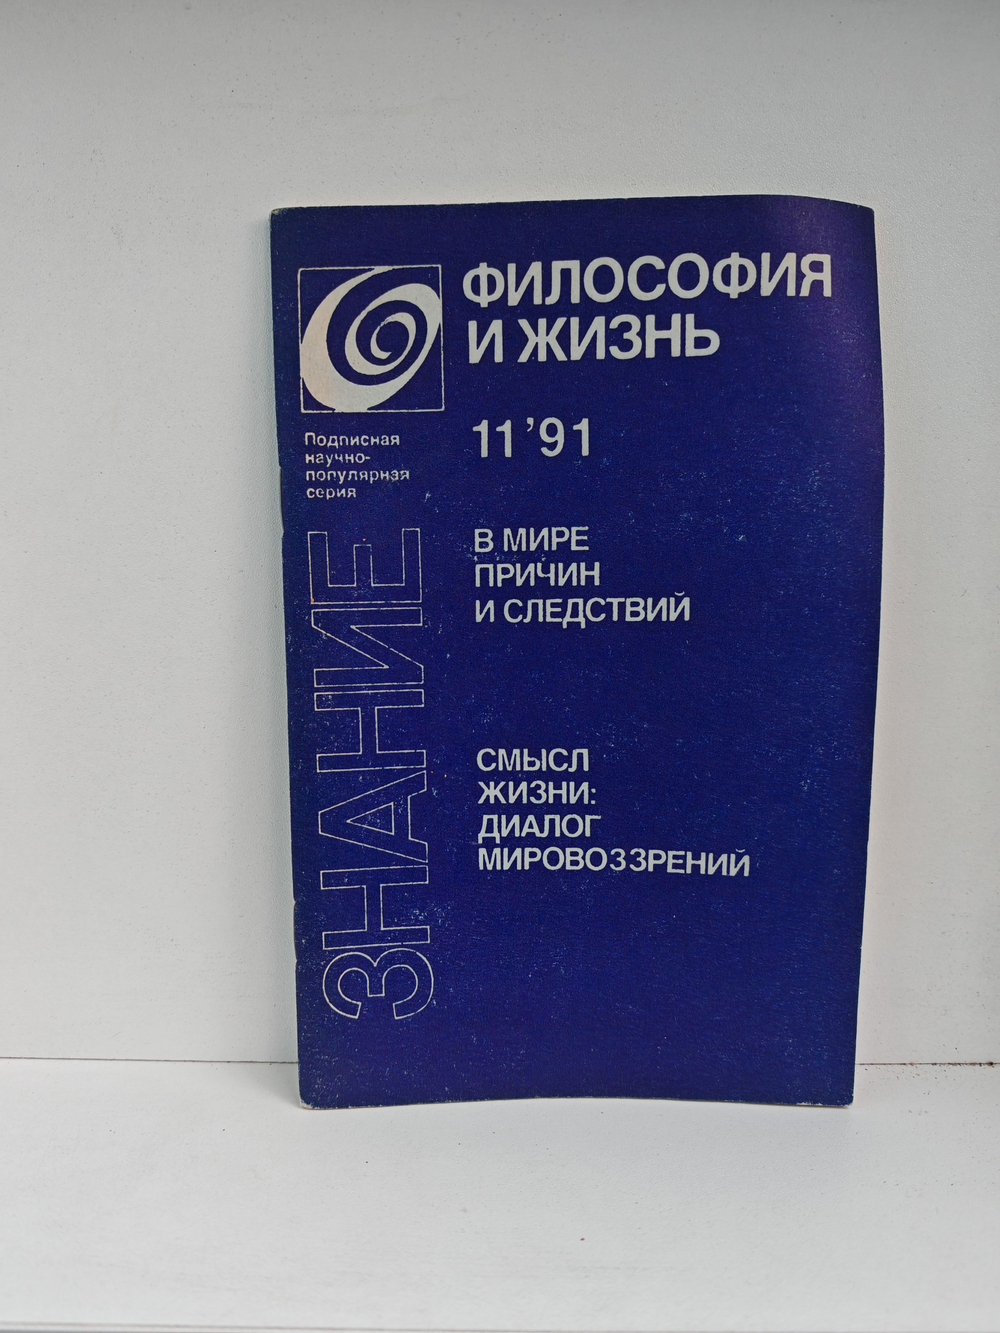 ФИЛОСОФИЯ
И ЖИЗНЬ
11'91
Подписная
научно-
популярная
серия
ЗНАНИЕ
В МИРЕ
ПРИЧИН
И СЛЕДСТВИЙ
СМЫСЛ
ЖИЗНИ:
ДИАЛОГ
МИРОВОЗЗРЕНИЙ